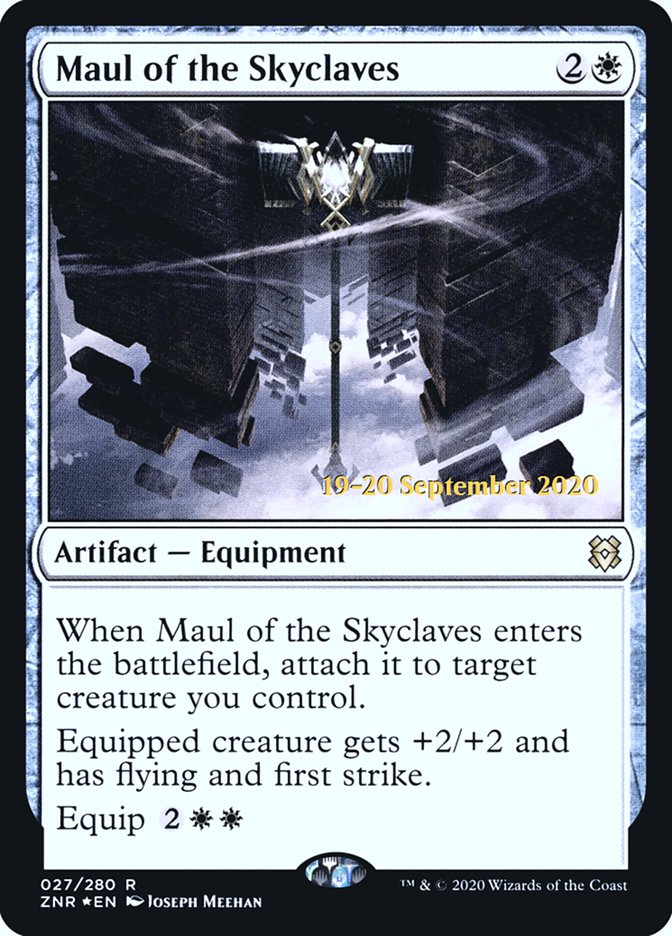 Maul of the Skyclaves 2
19–20 September 2020
Artifact — Equipment
When Maul of the Skyclaves enters
the battlefield, attach it to target
creature you control.
Equipped creature gets +2/+2 and
has flying and first strike.
Equip 2
027/280 R
ZNR ★ EN Joseph Meehan
™ & © 2020 Wizards of the Coast